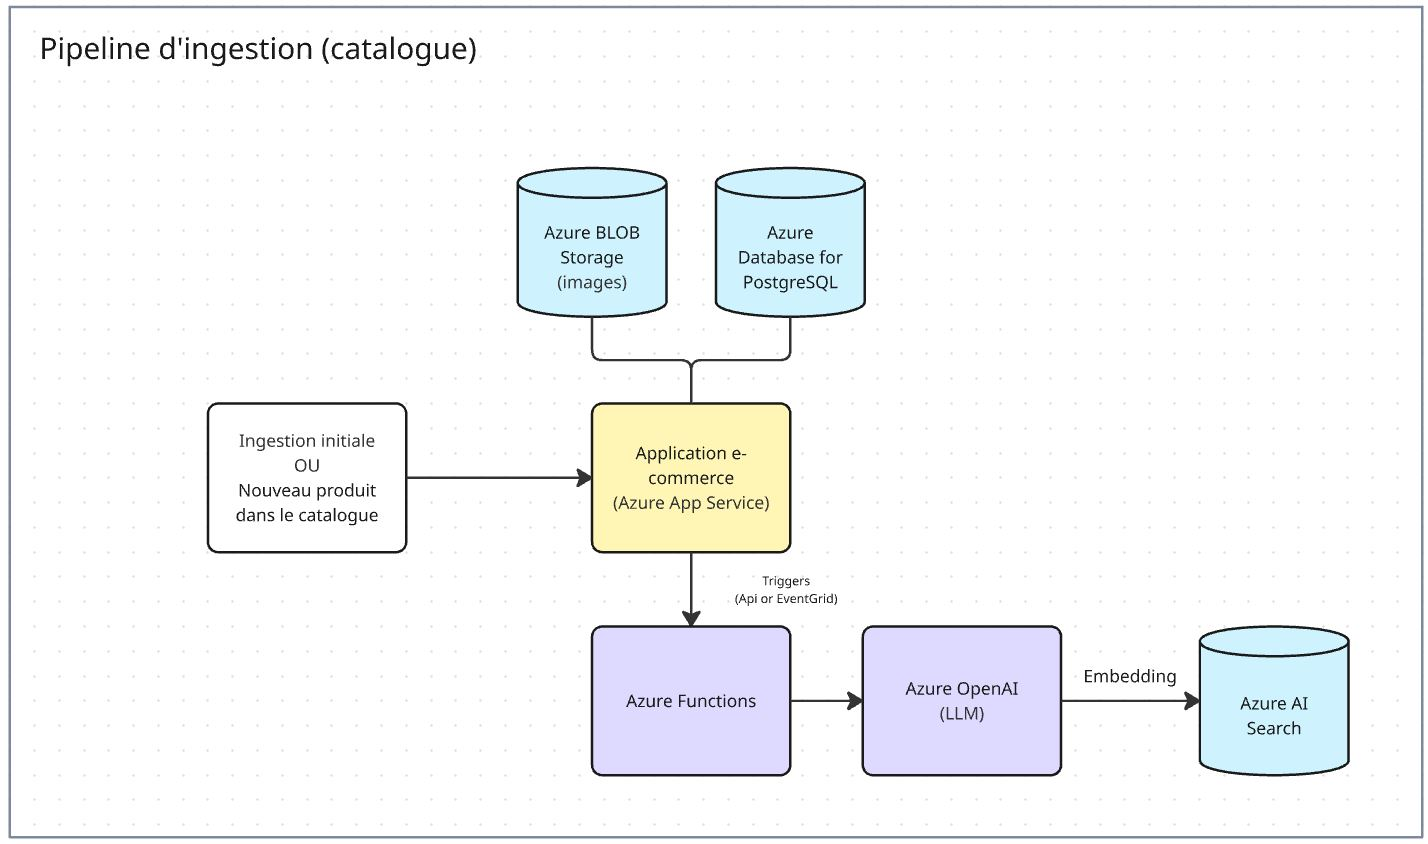 Pipeline d'ingestion (catalogue)
Azure BLOB
Storage
(images)
Azure
Database for
PostgreSQL
Ingestion initiale
OU
Nouveau produit
dans le catalogue
Application e-
commerce
(Azure App Service)
Triggers
(Api or EventGrid)
Azure Functions
Azure OpenAI
(LLM)
Embedding
Azure AI
Search